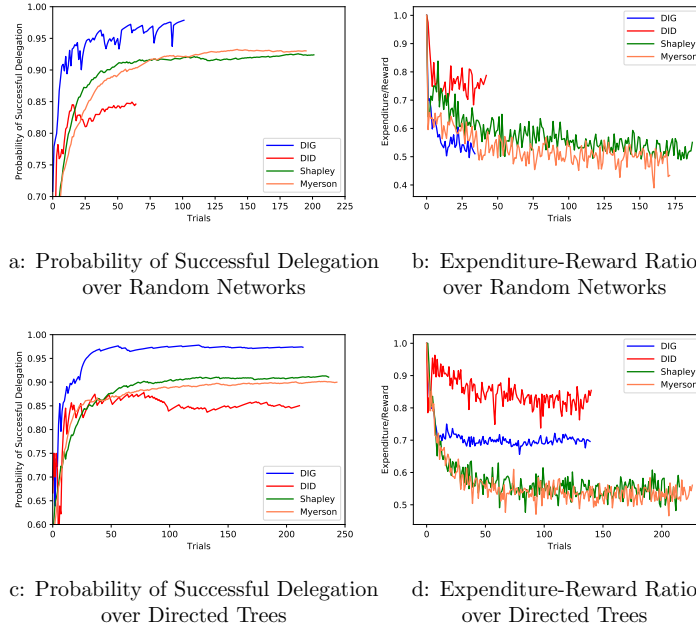 1.00
0.95
0.90
0.85
0.80
0.75
0.70
Probability of Successful Delegation
DIG
DID
Shapley
Myerson
0 25 50 75 100 125 150 175 200 225
Trials
1.0
0.9
0.8
0.7
0.6
0.5
0.4
Expenditure/Reward
DIG
DID
Shapley
Myerson
0 25 50 75 100 125 150 175
Trials
a: Probability of Successful Delegation
over Random Networks
b: Expenditure-Reward Ratio
over Random Networks
1.00
0.95
0.90
0.85
0.80
0.75
0.70
0.65
0.60
Probability of Successful Delegation
DIG
DID
Shapley
Myerson
0 50 100 150 200 250
Trials
1.0
0.9
0.8
0.7
0.6
0.5
Expenditure/Reward
DIG
DID
Shapley
Myerson
0 50 100 150 200
Trials
c: Probability of Successful Delegation
over Directed Trees
d: Expenditure-Reward Ratio
over Directed Trees